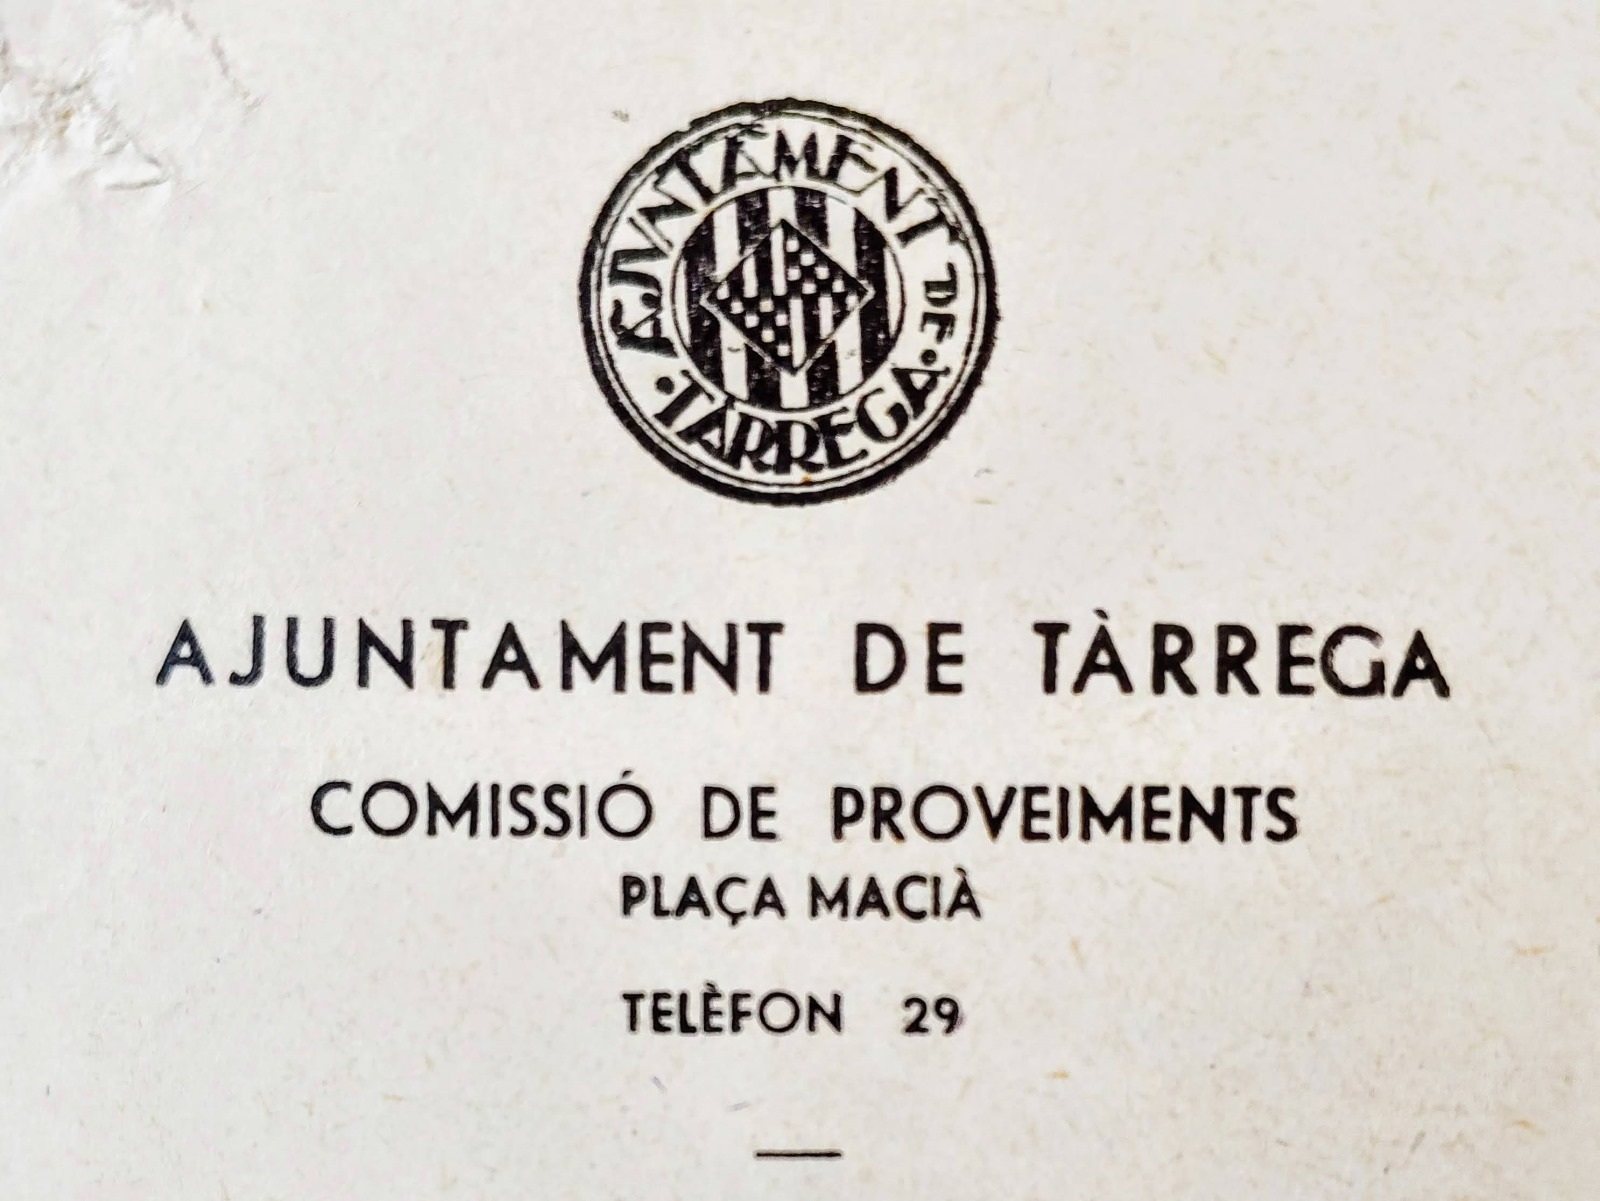 AJUNTAMENT DE
· TÀRREGA ·
AJUNTAMENT DE TÀRREGA
COMISSIÓ DE PROVEIMENTS
PLAÇA MACIÀ
TELÈFON 29